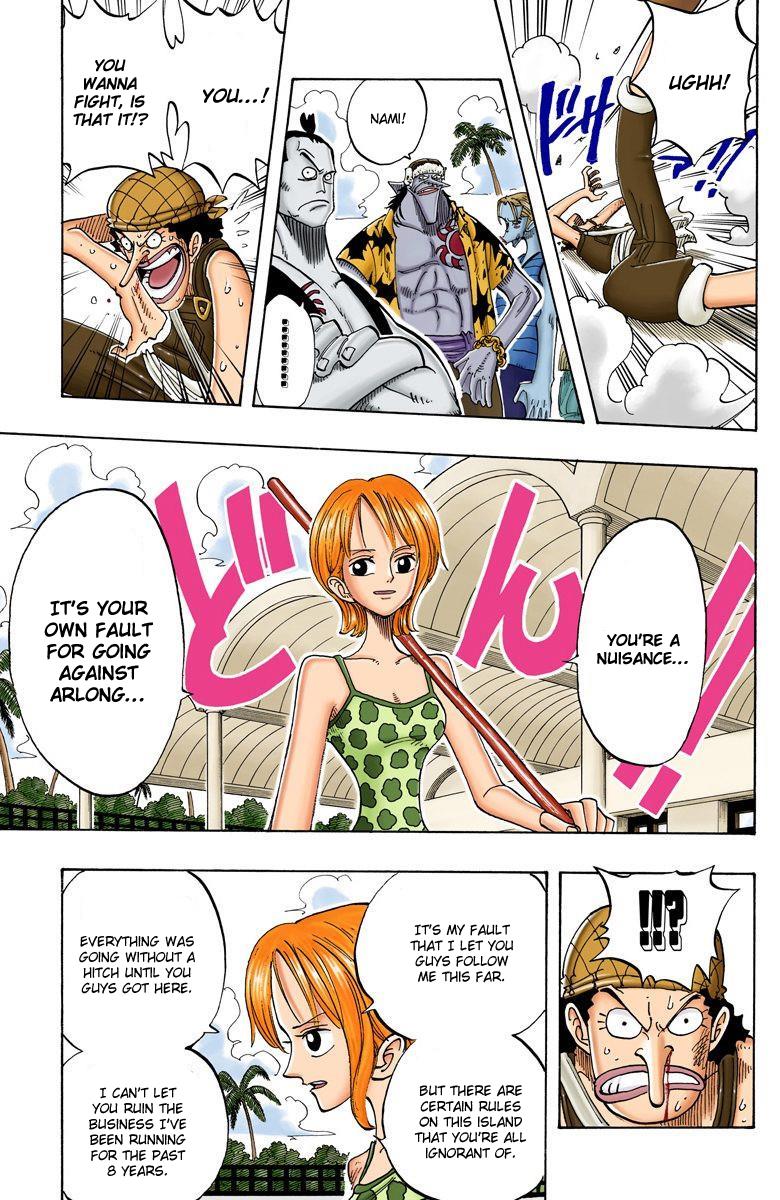 UGHH!
ドサ
NAMI!
YOU...!
YOU
WANNA
FIGHT, IS
THAT IT!?
YOU'RE A
NUISANCE...
どん!!
IT'S YOUR
OWN FAULT
FOR GOING
AGAINST
ARLONG...
!!!?
IT'S MY FAULT
THAT I LET YOU
GUYS FOLLOW
ME THIS FAR.
BUT THERE ARE
CERTAIN RULES
ON THIS ISLAND
THAT YOU'RE ALL
IGNORANT OF.
EVERYTHING WAS
GOING WITHOUT A
HITCH UNTIL YOU
GUYS GOT HERE.
I CAN'T LET
YOU RUIN THE
BUSINESS I'VE
BEEN RUNNING
FOR THE PAST
8 YEARS.